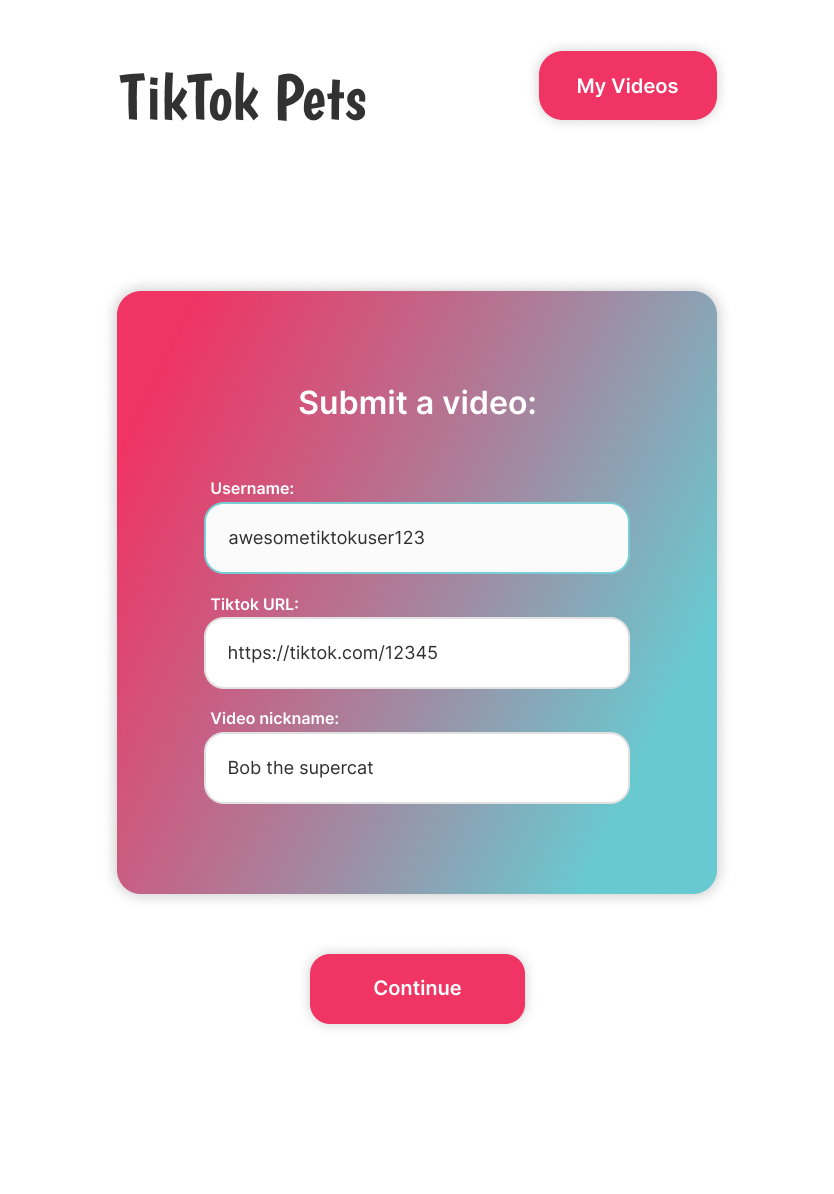 TikTok Pets
My Videos
Submit a video:
Username:
awesometiktokuser123
Tiktok URL:
https://tiktok.com/12345
Video nickname:
Bob the supercat
Continue